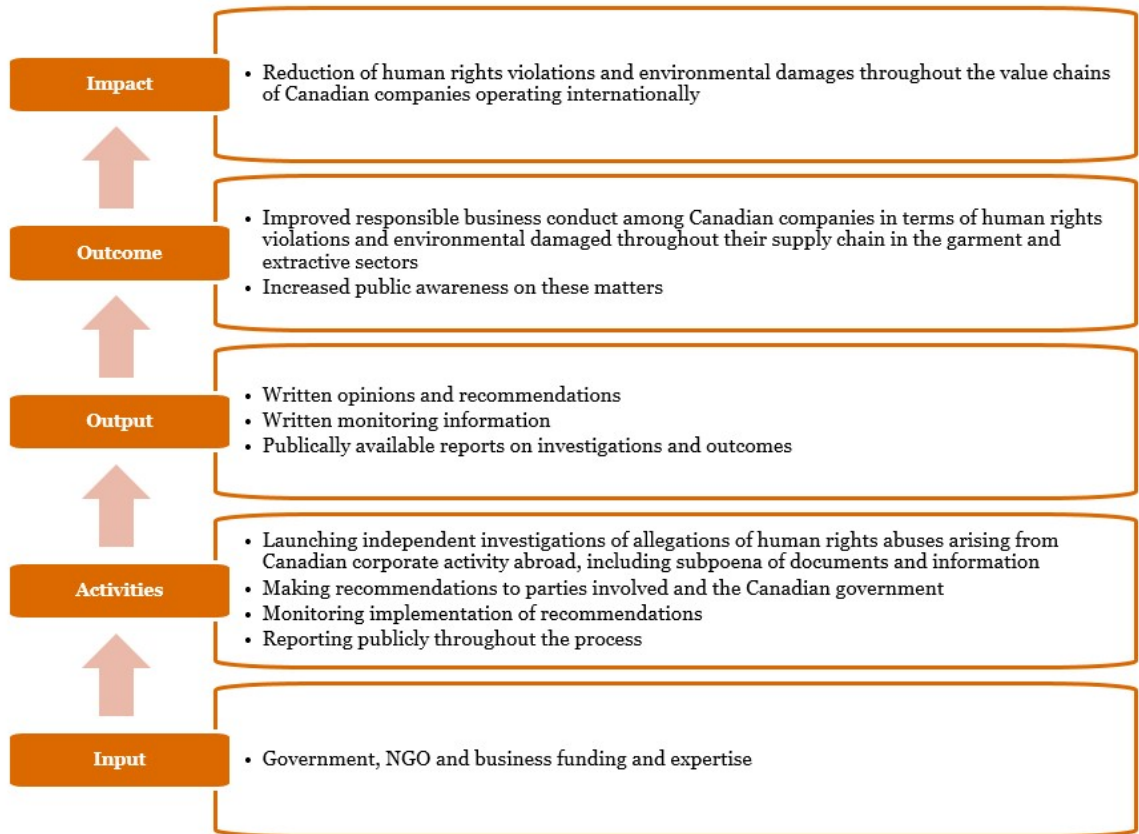 Impact
• Reduction of human rights violations and environmental damages throughout the value chains
of Canadian companies operating internationally
Outcome
• Improved responsible business conduct among Canadian companies in terms of human rights
violations and environmental damaged throughout their supply chain in the garment and
extractive sectors
• Increased public awareness on these matters
Output
• Written opinions and recommendations
• Written monitoring information
• Publically available reports on investigations and outcomes
Activities
• Launching independent investigations of allegations of human rights abuses arising from
Canadian corporate activity abroad, including subpoena of documents and information
• Making recommendations to parties involved and the Canadian government
• Monitoring implementation of recommendations
• Reporting publicly throughout the process
Input
• Government, NGO and business funding and expertise